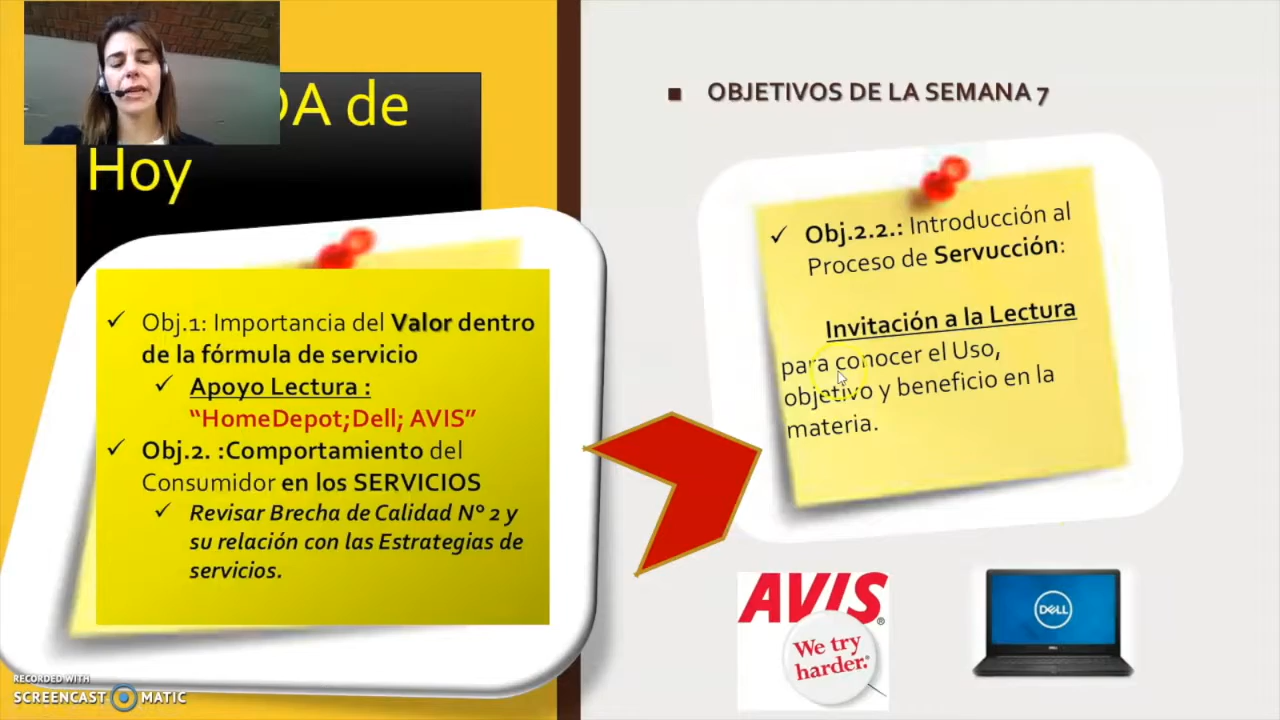 DA de
Hoy
✓ Obj.1: Importancia del Valor dentro
de la fórmula de servicio
✓ Apoyo Lectura :
“HomeDepot;Dell; AVIS”
✓ Obj.2. :Comportamiento del
Consumidor en los SERVICIOS
✓ Revisar Brecha de Calidad N° 2 y
su relación con las Estrategias de
servicios.
▪ OBJETIVOS DE LA SEMANA 7
✓ Obj.2.2.: Introducción al
Proceso de Servucción:
Invitación a la Lectura
para conocer el Uso,
objetivo y beneficio en la
materia.
AVIS®
We try
harder.®
DELL
RECORDED WITH
SCREENCAST MATIC